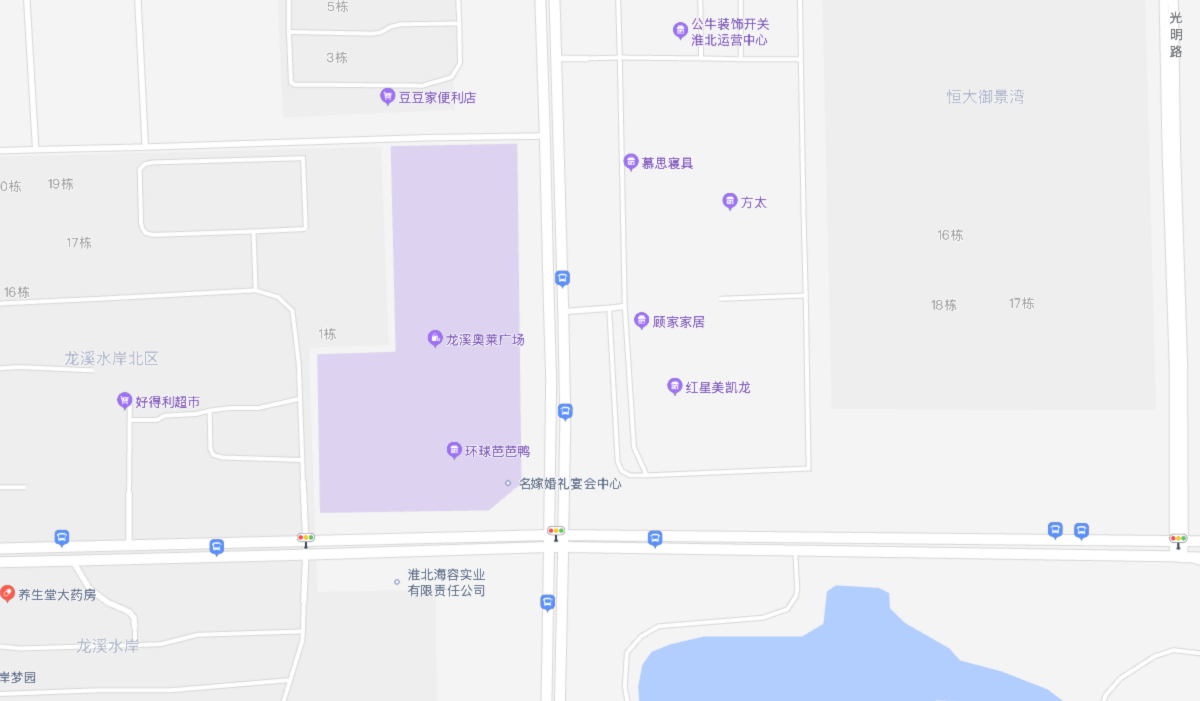 5栋
公牛装饰开关
淮北运营中心
光
明
路
3栋
豆豆家便利店
恒大御景湾
慕思寝具
0栋
19栋
方太
17栋
16栋
16栋
18栋
17栋
顾家家居
1栋
龙溪奥莱广场
龙溪水岸北区
红星美凯龙
好得利超市
环球芭芭鸭
名嫁婚礼宴会中心
淮北海容实业
有限责任公司
养生堂大药房
龙溪水岸
岸梦园